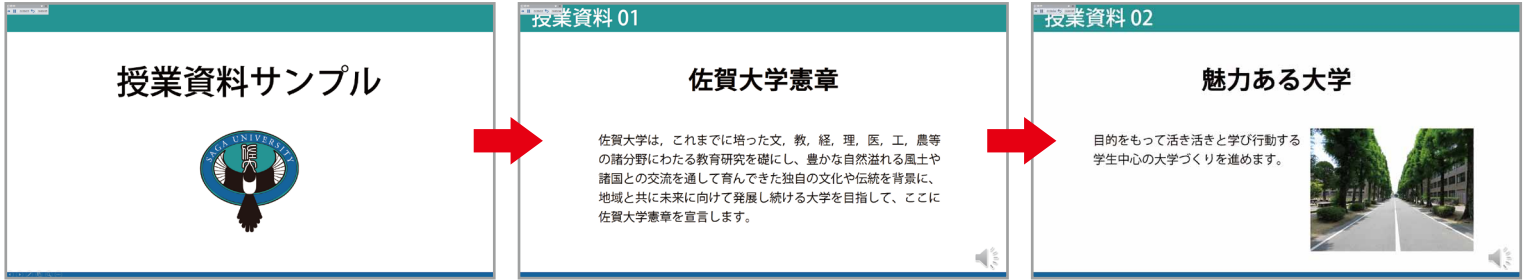 授業資料サンプル
SAGA UNIVERSITY
授業資料 01
佐賀大学憲章
佐賀大学は，これまでに培った文，教，経，理，医，工，農等
の諸分野にわたる教育研究を礎にし、豊かな自然溢れる風土や
諸国との交流を通して育んできた独自の文化や伝統を背景に、
地域と共に未来に向けて発展し続ける大学を目指して、ここに
佐賀大学憲章を宣言します。
授業資料 02
魅力ある大学
目的をもって活き活きと学び行動する
学生中心の大学づくりを進めます。